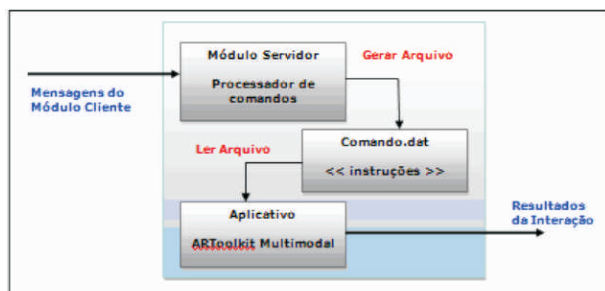 Módulo Servidor
Processador de
comandos
Gerar Arquivo
Mensagens do
Módulo Cliente
Comando.dat
<< instruções >>
Ler Arquivo
Aplicativo
ARToolkit Multimodal
Resultados
da Interação